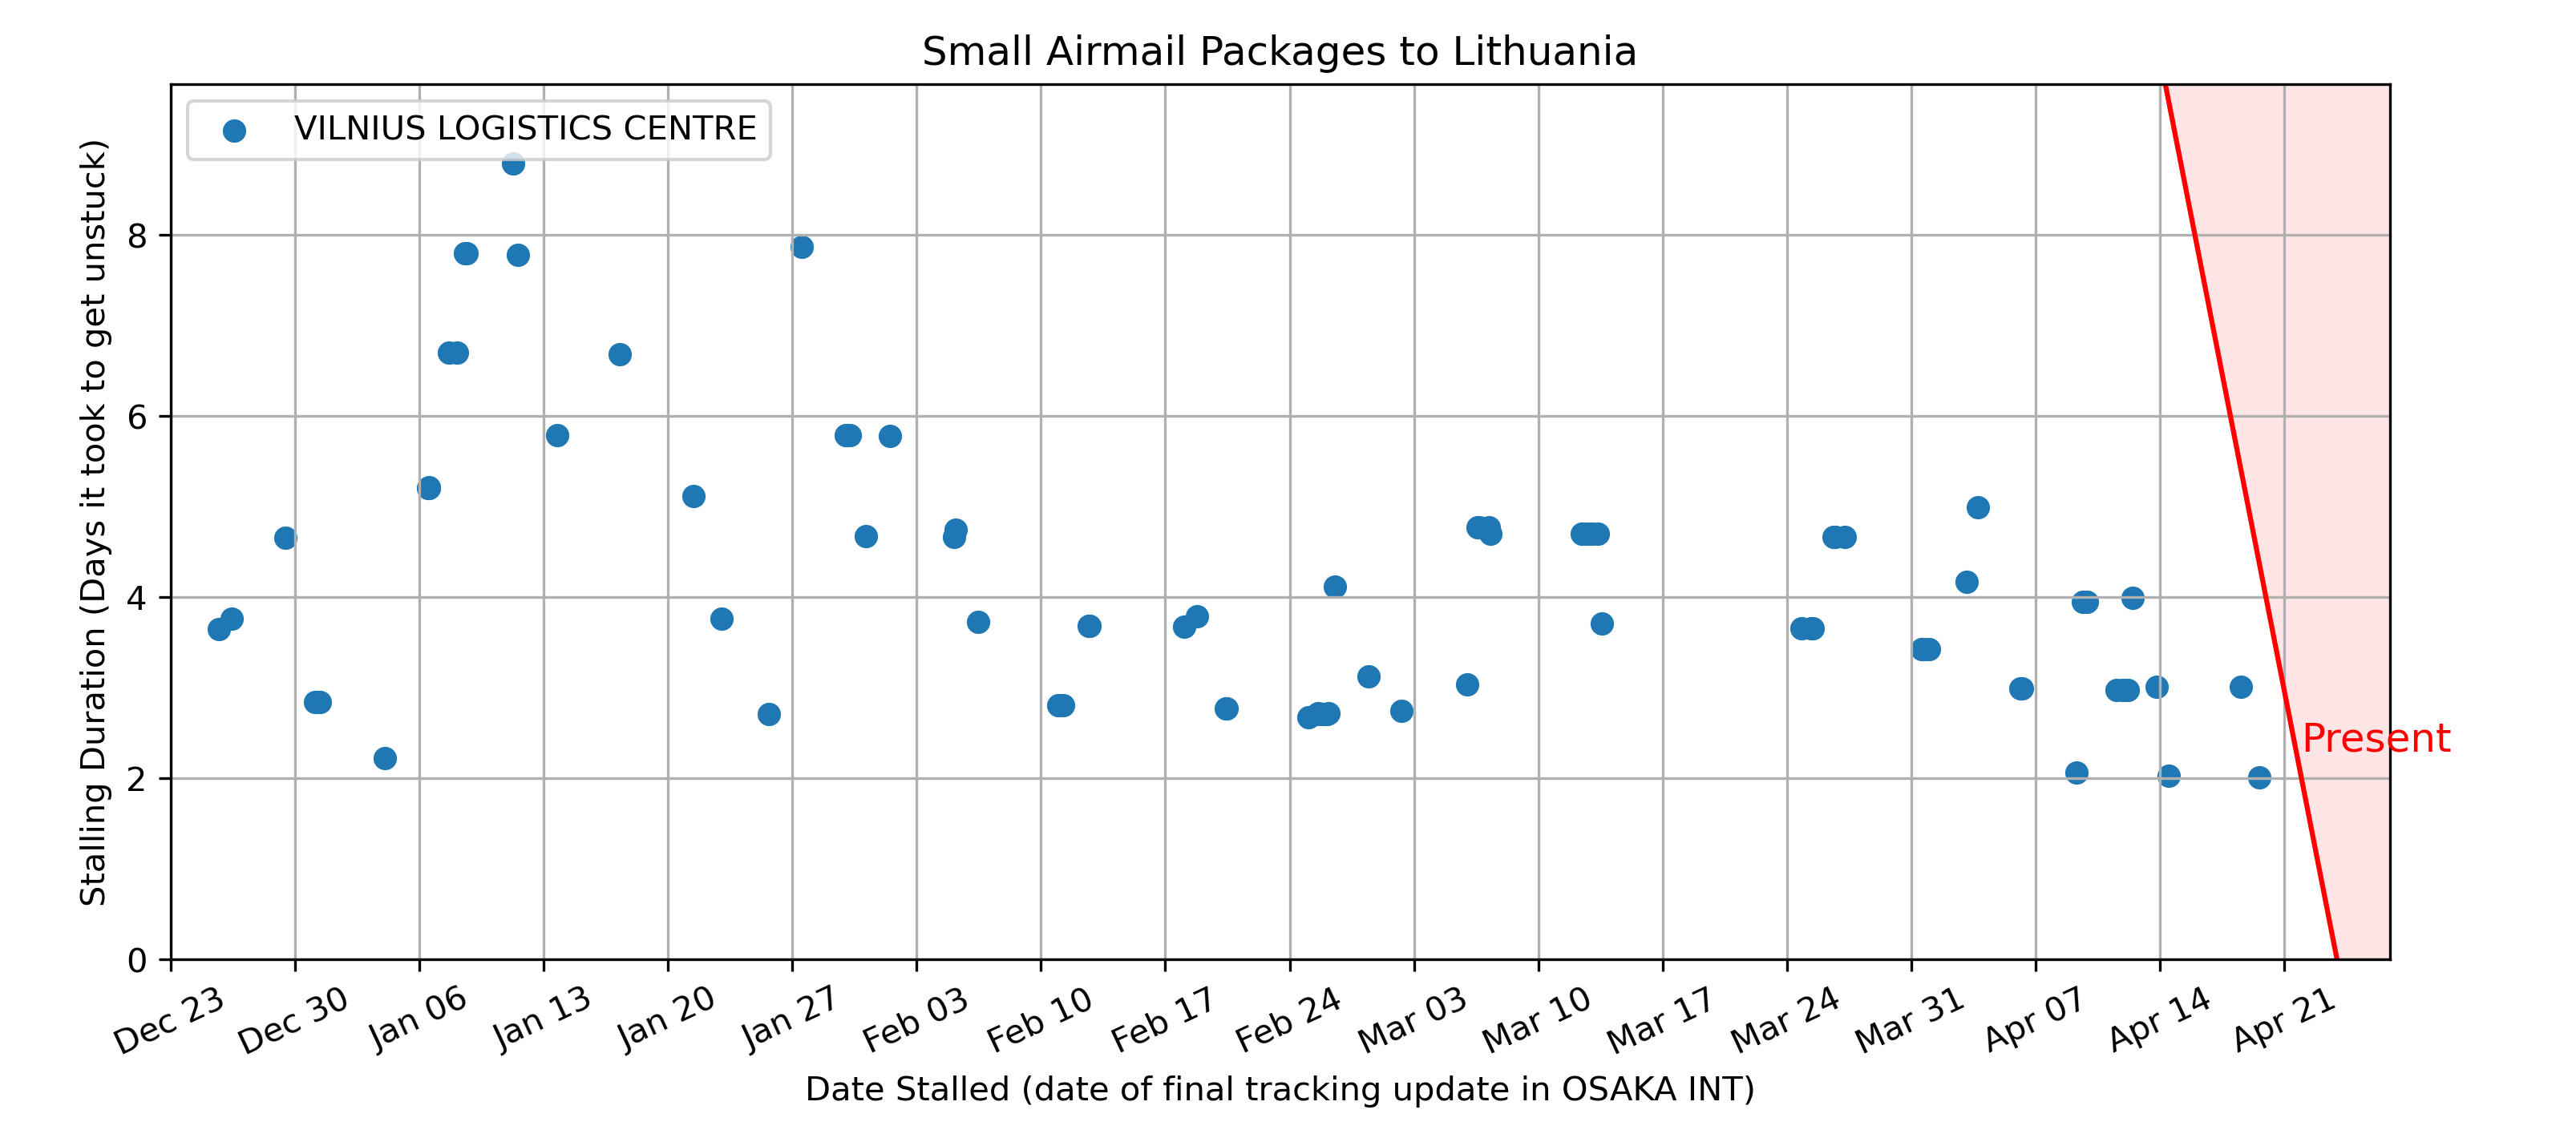 Small Airmail Packages to Lithuania
VILNIUS LOGISTICS CENTRE
Stalling Duration (Days it took to get unstuck)
8
6
4
2
0
Present
Dec 23
Dec 30
Jan 06
Jan 13
Jan 20
Jan 27
Feb 03
Feb 10
Feb 17
Feb 24
Mar 03
Mar 10
Mar 17
Mar 24
Mar 31
Apr 07
Apr 14
Apr 21
Date Stalled (date of final tracking update in OSAKA INT)